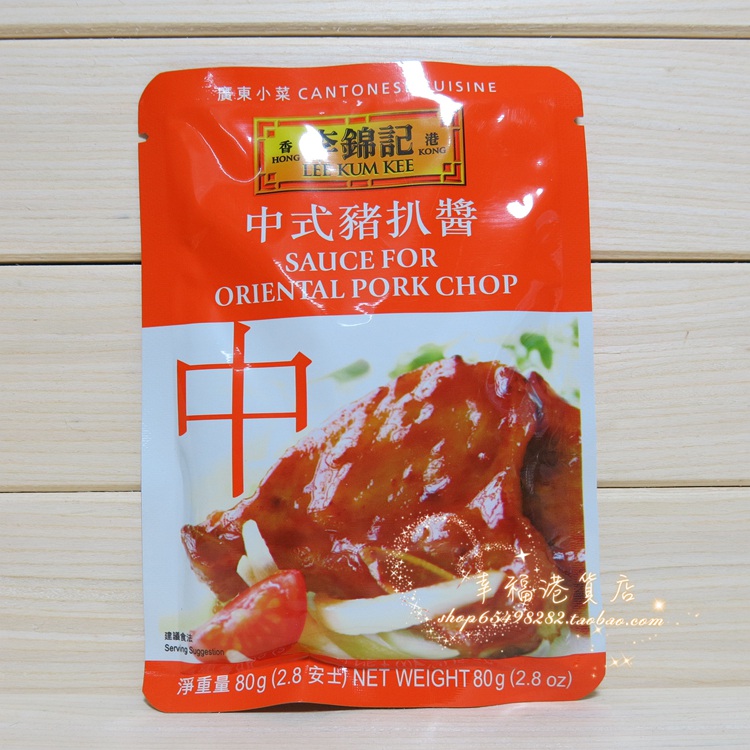 廣東小菜 CANTONESE CUISINE
香 李錦記 港
HONG LEE KUM KEE KONG
中式豬扒醬
SAUCE FOR
ORIENTAL PORK CHOP
中
幸福港貨店
shop65498282.taobao.com
建議食法
Serving Suggestion
淨重量 80g (2.8 安士) NET WEIGHT 80g (2.8 oz)